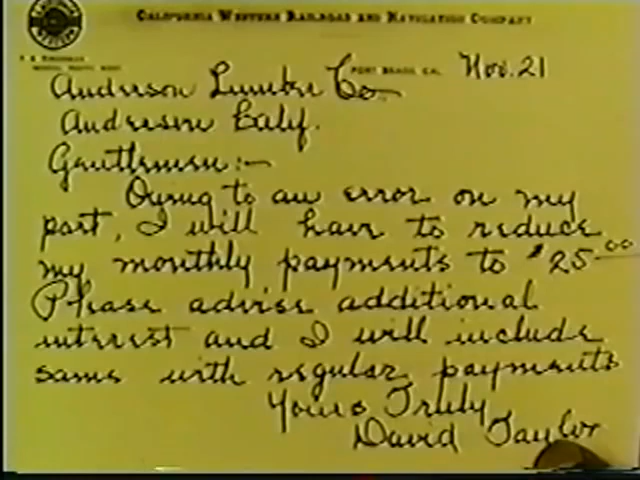 CALIFORNIA WESTERN RAILROAD AND NAVIGATION COMPANY
FORT BRAGG, CAL. Nov. 21
Anderson Lumber Co.
Anderson Calif.
Gentlemen:-
Owing to an error on my
part, I will have to reduce
my monthly payments to $25.00
Please advise additional
interest and I will include
same with regular payments
Yours Truly
David Taylor